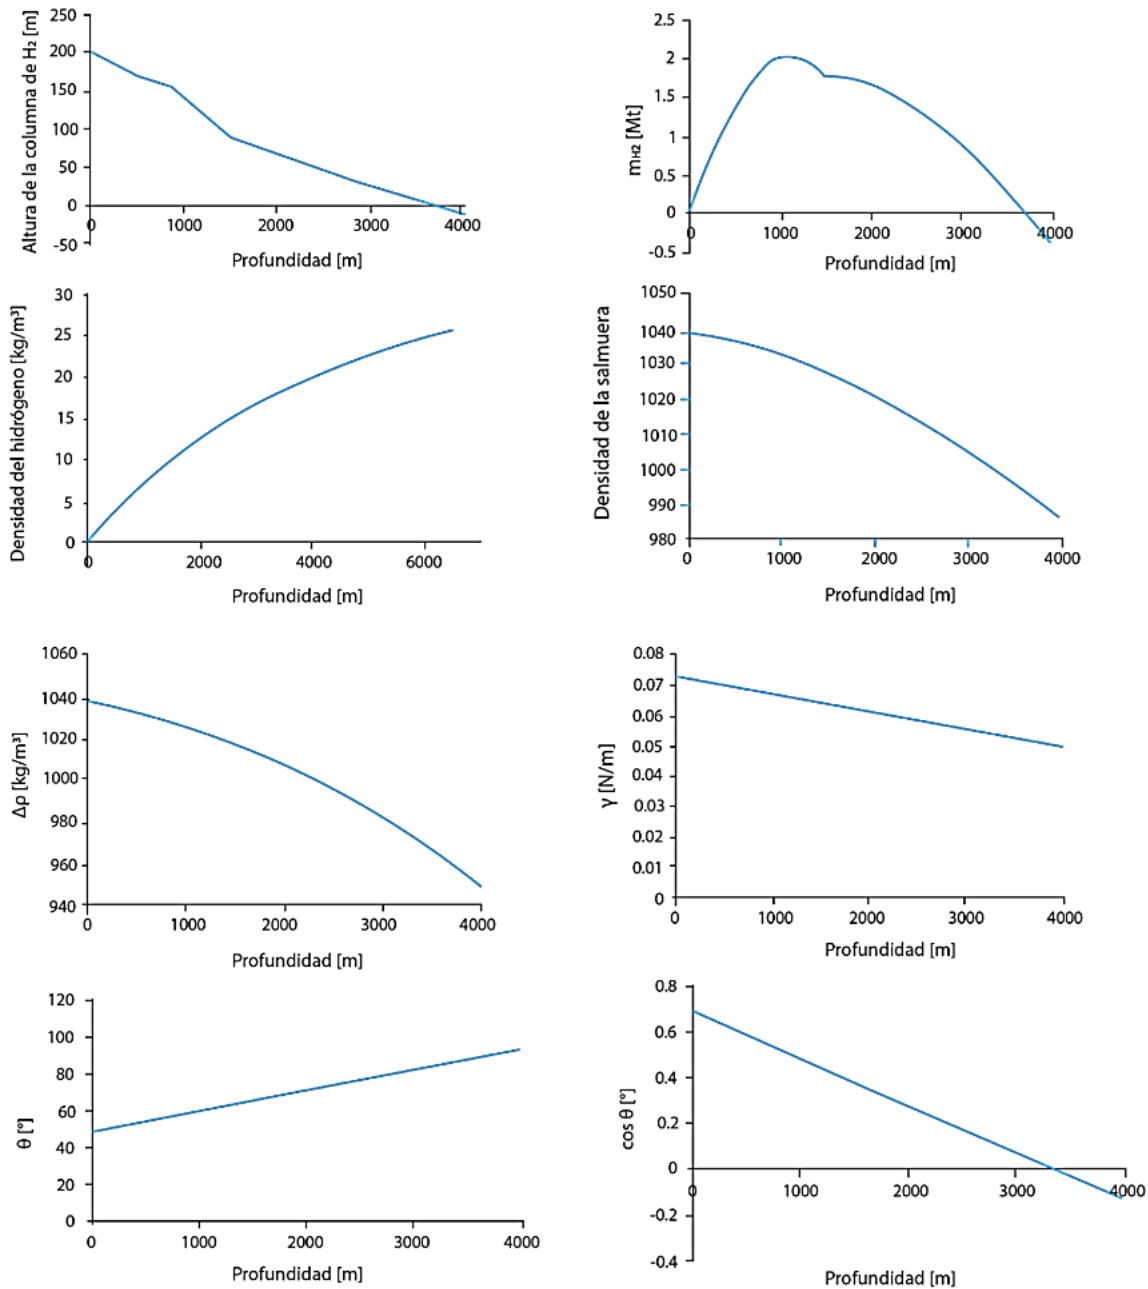 Altura de la columna de H₂ [m]
250
200
150
100
50
0
-50
0 1000 2000 3000 4000
Profundidad [m]
mH2 [Mt]
2.5
2
1.5
1
0.5
0
-0.5
0 1000 2000 3000 4000
Profundidad [m]
Densidad del hidrógeno [kg/m³]
30
25
20
15
10
5
0
0 2000 4000 6000
Profundidad [m]
Densidad de la salmuera
1050
1040
1030
1020
1010
1000
990
980
0 1000 2000 3000 4000
Profundidad [m]
Δρ [kg/m³]
1060
1040
1020
1000
980
960
940
0 1000 2000 3000 4000
Profundidad [m]
γ [N/m]
0.08
0.07
0.06
0.05
0.04
0.03
0.02
0.01
0
0 1000 2000 3000 4000
Profundidad [m]
θ [°]
120
100
80
60
40
20
0
0 1000 2000 3000 4000
Profundidad [m]
cos θ [°]
0.8
0.6
0.4
0.2
0
-0.2
-0.4
0 1000 2000 3000 4000
Profundidad [m]